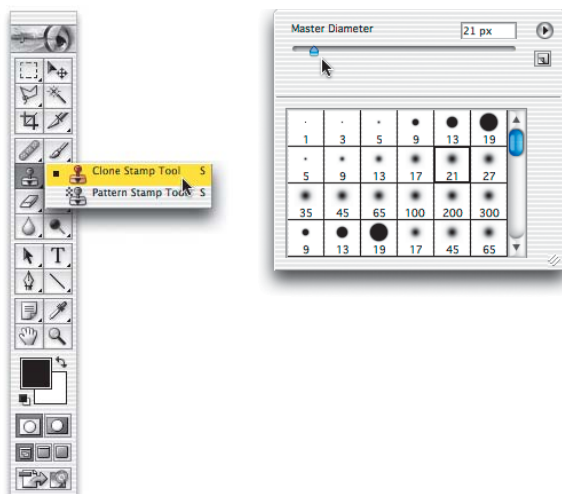 Master Diameter 21 px
1 3 5 9 13 19
5 9 13 17 21 27
35 45 65 100 200 300
9 13 19 17 45 65
Clone Stamp Tool S
Pattern Stamp Tool S
T